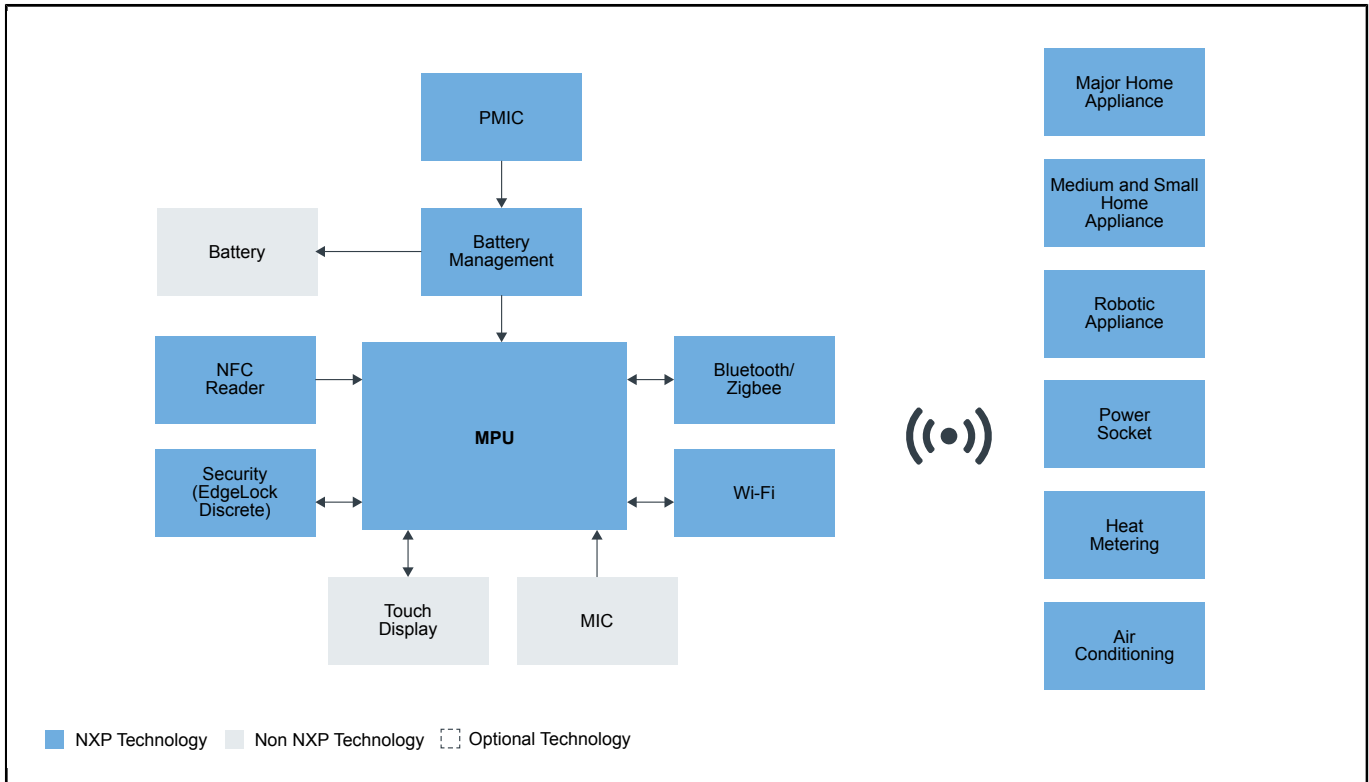 PMIC
Major Home
Appliance
Medium and Small
Home
Appliance
Battery
Battery
Management
Robotic
Appliance
NFC
Reader
Bluetooth/
Zigbee
MPU
Power
Socket
Security
(EdgeLock
Discrete)
Wi-Fi
Heat
Metering
Touch
Display
MIC
Air
Conditioning
NXP Technology
Non NXP Technology
Optional Technology